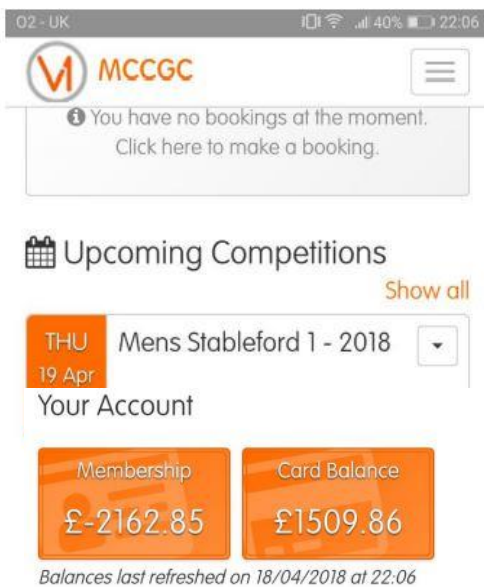 O2 - UK 40% 22:06
V1 MCCGC
You have no bookings at the moment.
Click here to make a booking.
Upcoming Competitions
Show all
THU
19 Apr
Mens Stableford 1 - 2018
Your Account
Membership
£-2162.85
Card Balance
£1509.86
Balances last refreshed on 18/04/2018 at 22:06